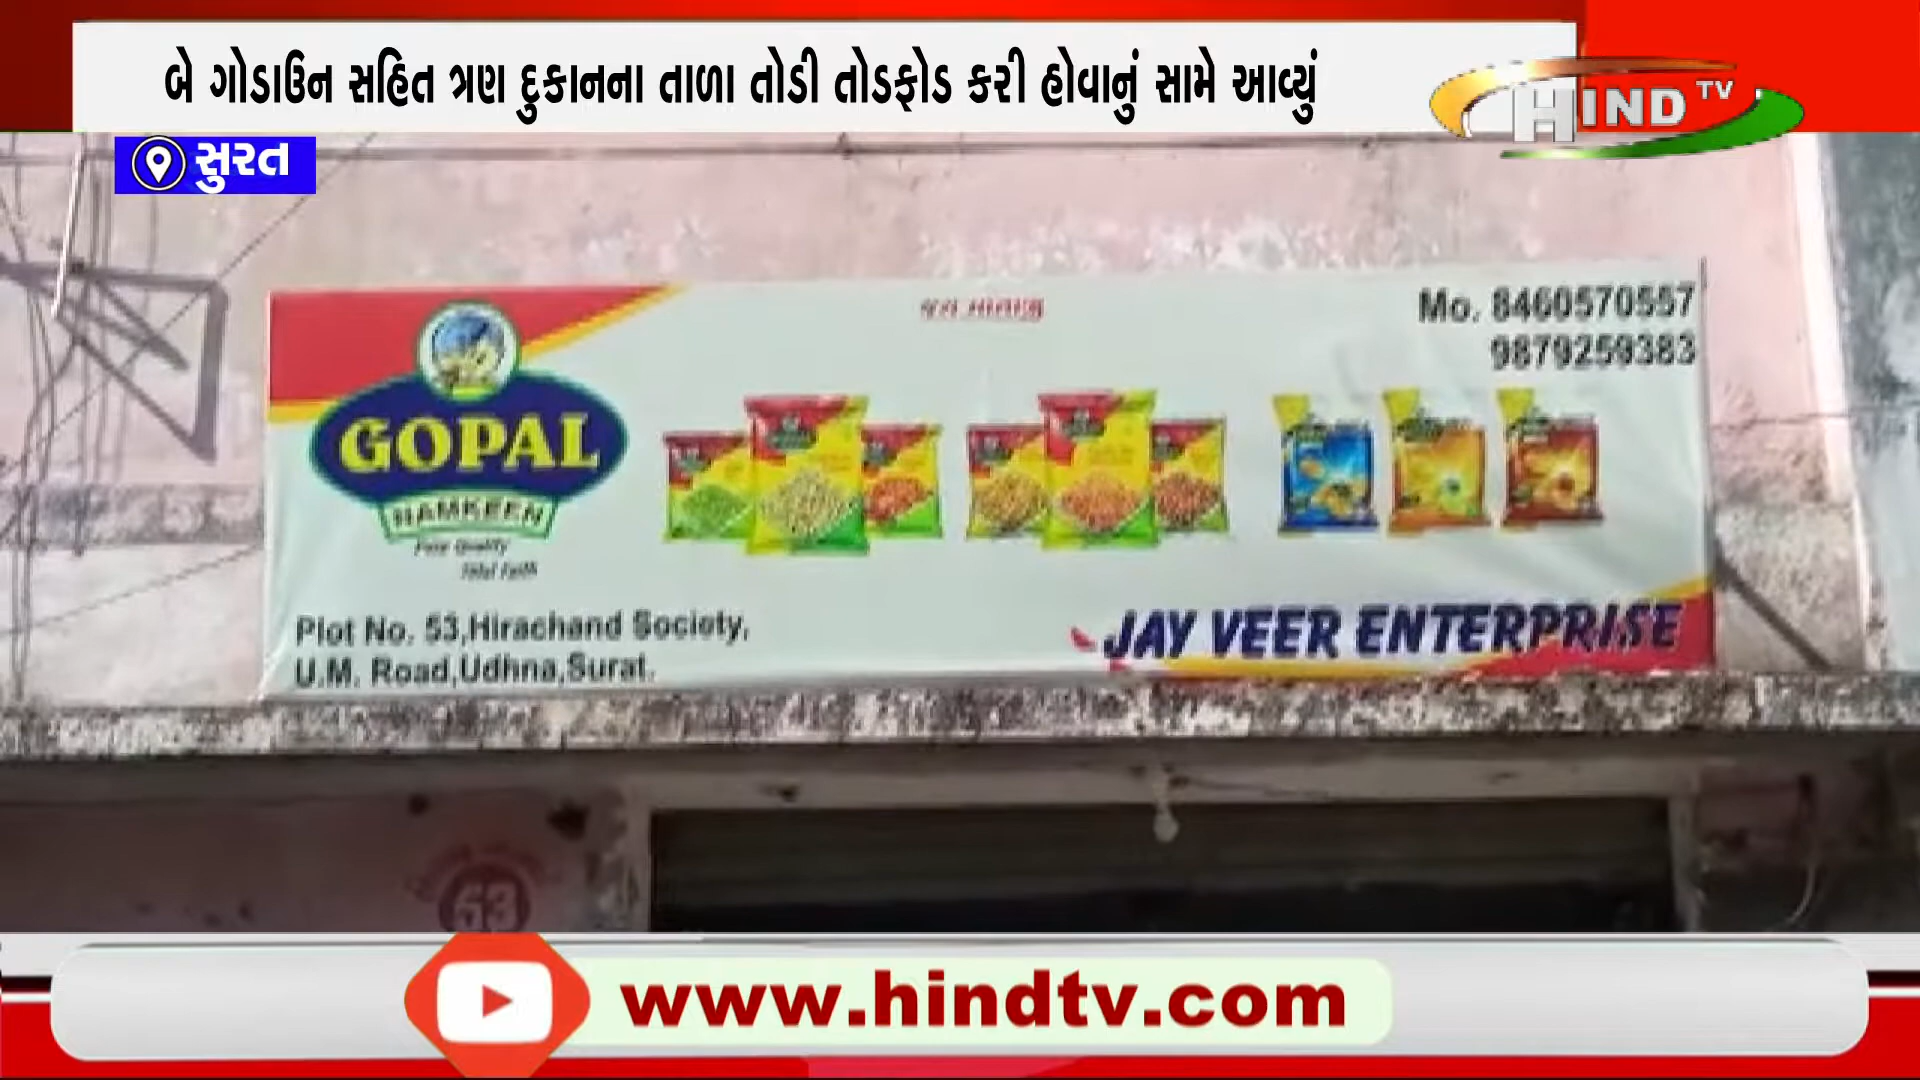 બે ગોડાઉન સહિત ત્રણ દુકાનના તાળા તોડી તોડફોડ કરી હોવાનું સામે આવ્યું
HIND TV
સુરત
Mo. 8460570557
9879259383
GOPAL
NAMKEEN
Plot No. 53,Hirachand Society,
U.M. Road,Udhna,Surat.
JAY VEER ENTERPRISE
53
www.hindtv.com